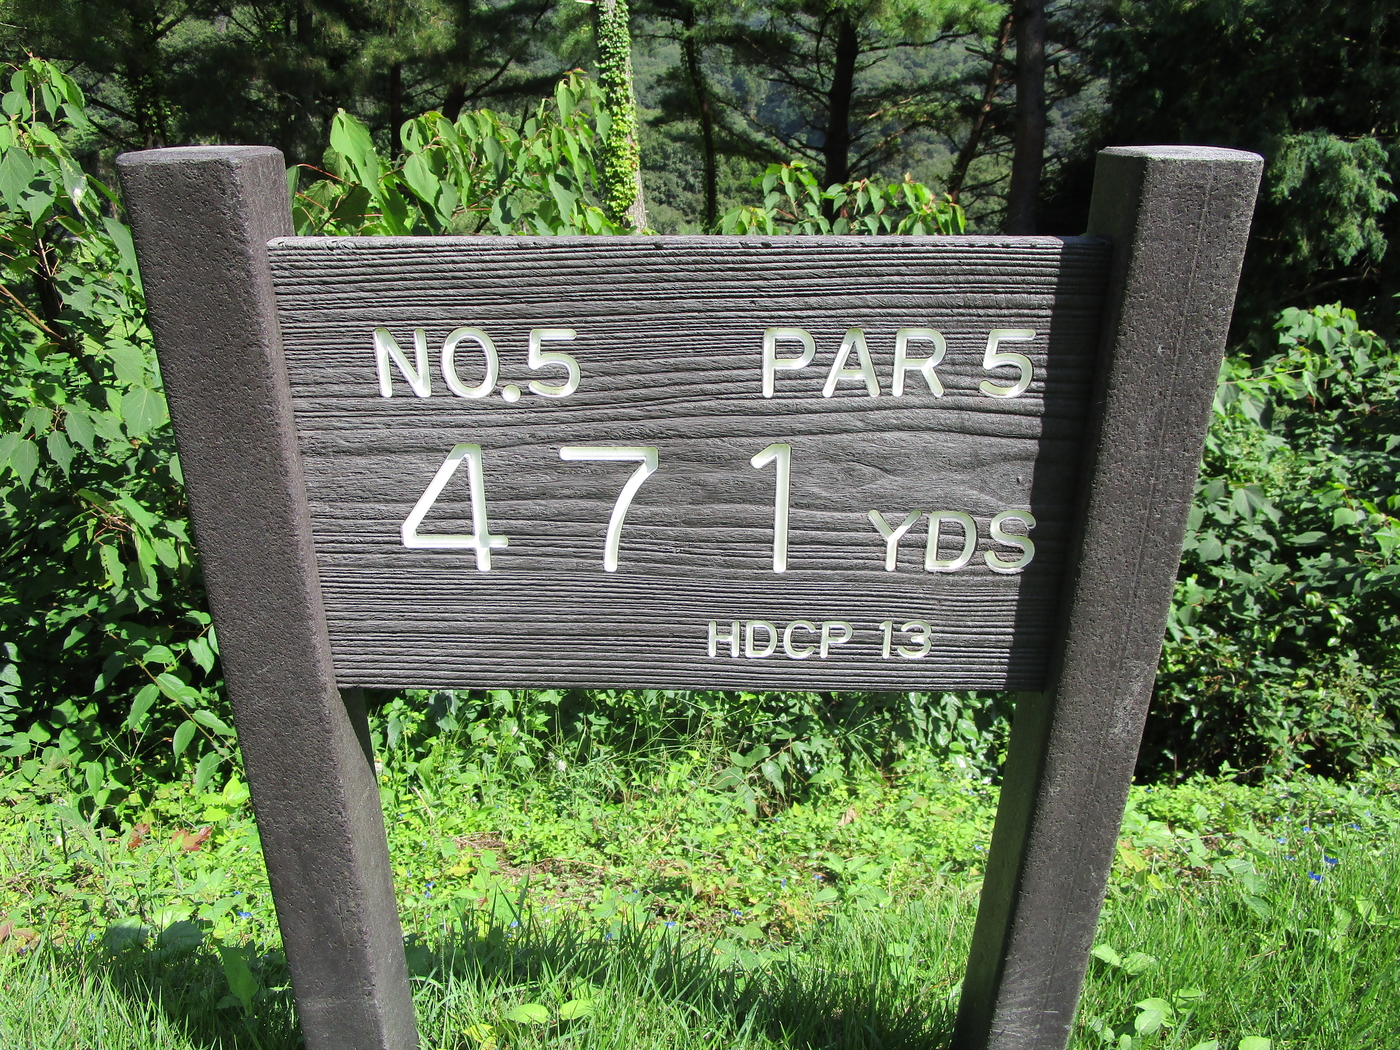 NO.5 PAR 5
471 YDS
HDCP 13